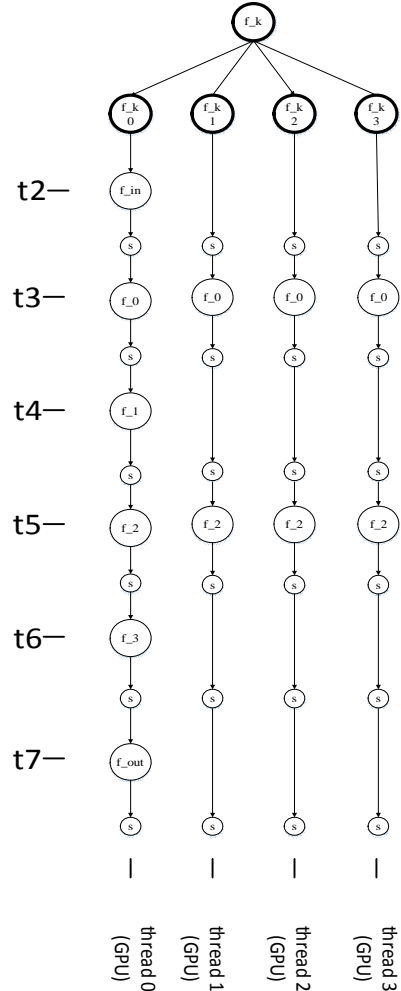 f_k
f_k
0
f_k
1
f_k
2
f_k
3
t2
f_in
s
s
s
s
t3
f_0
f_0
f_0
f_0
s
s
s
s
t4
f_1
s
s
s
s
t5
f_2
f_2
f_2
f_2
s
s
s
s
t6
f_3
s
s
s
s
t7
f_out
s
s
s
s
thread 0
(GPU)
thread 1
(GPU)
thread 2
(GPU)
thread 3
(GPU)